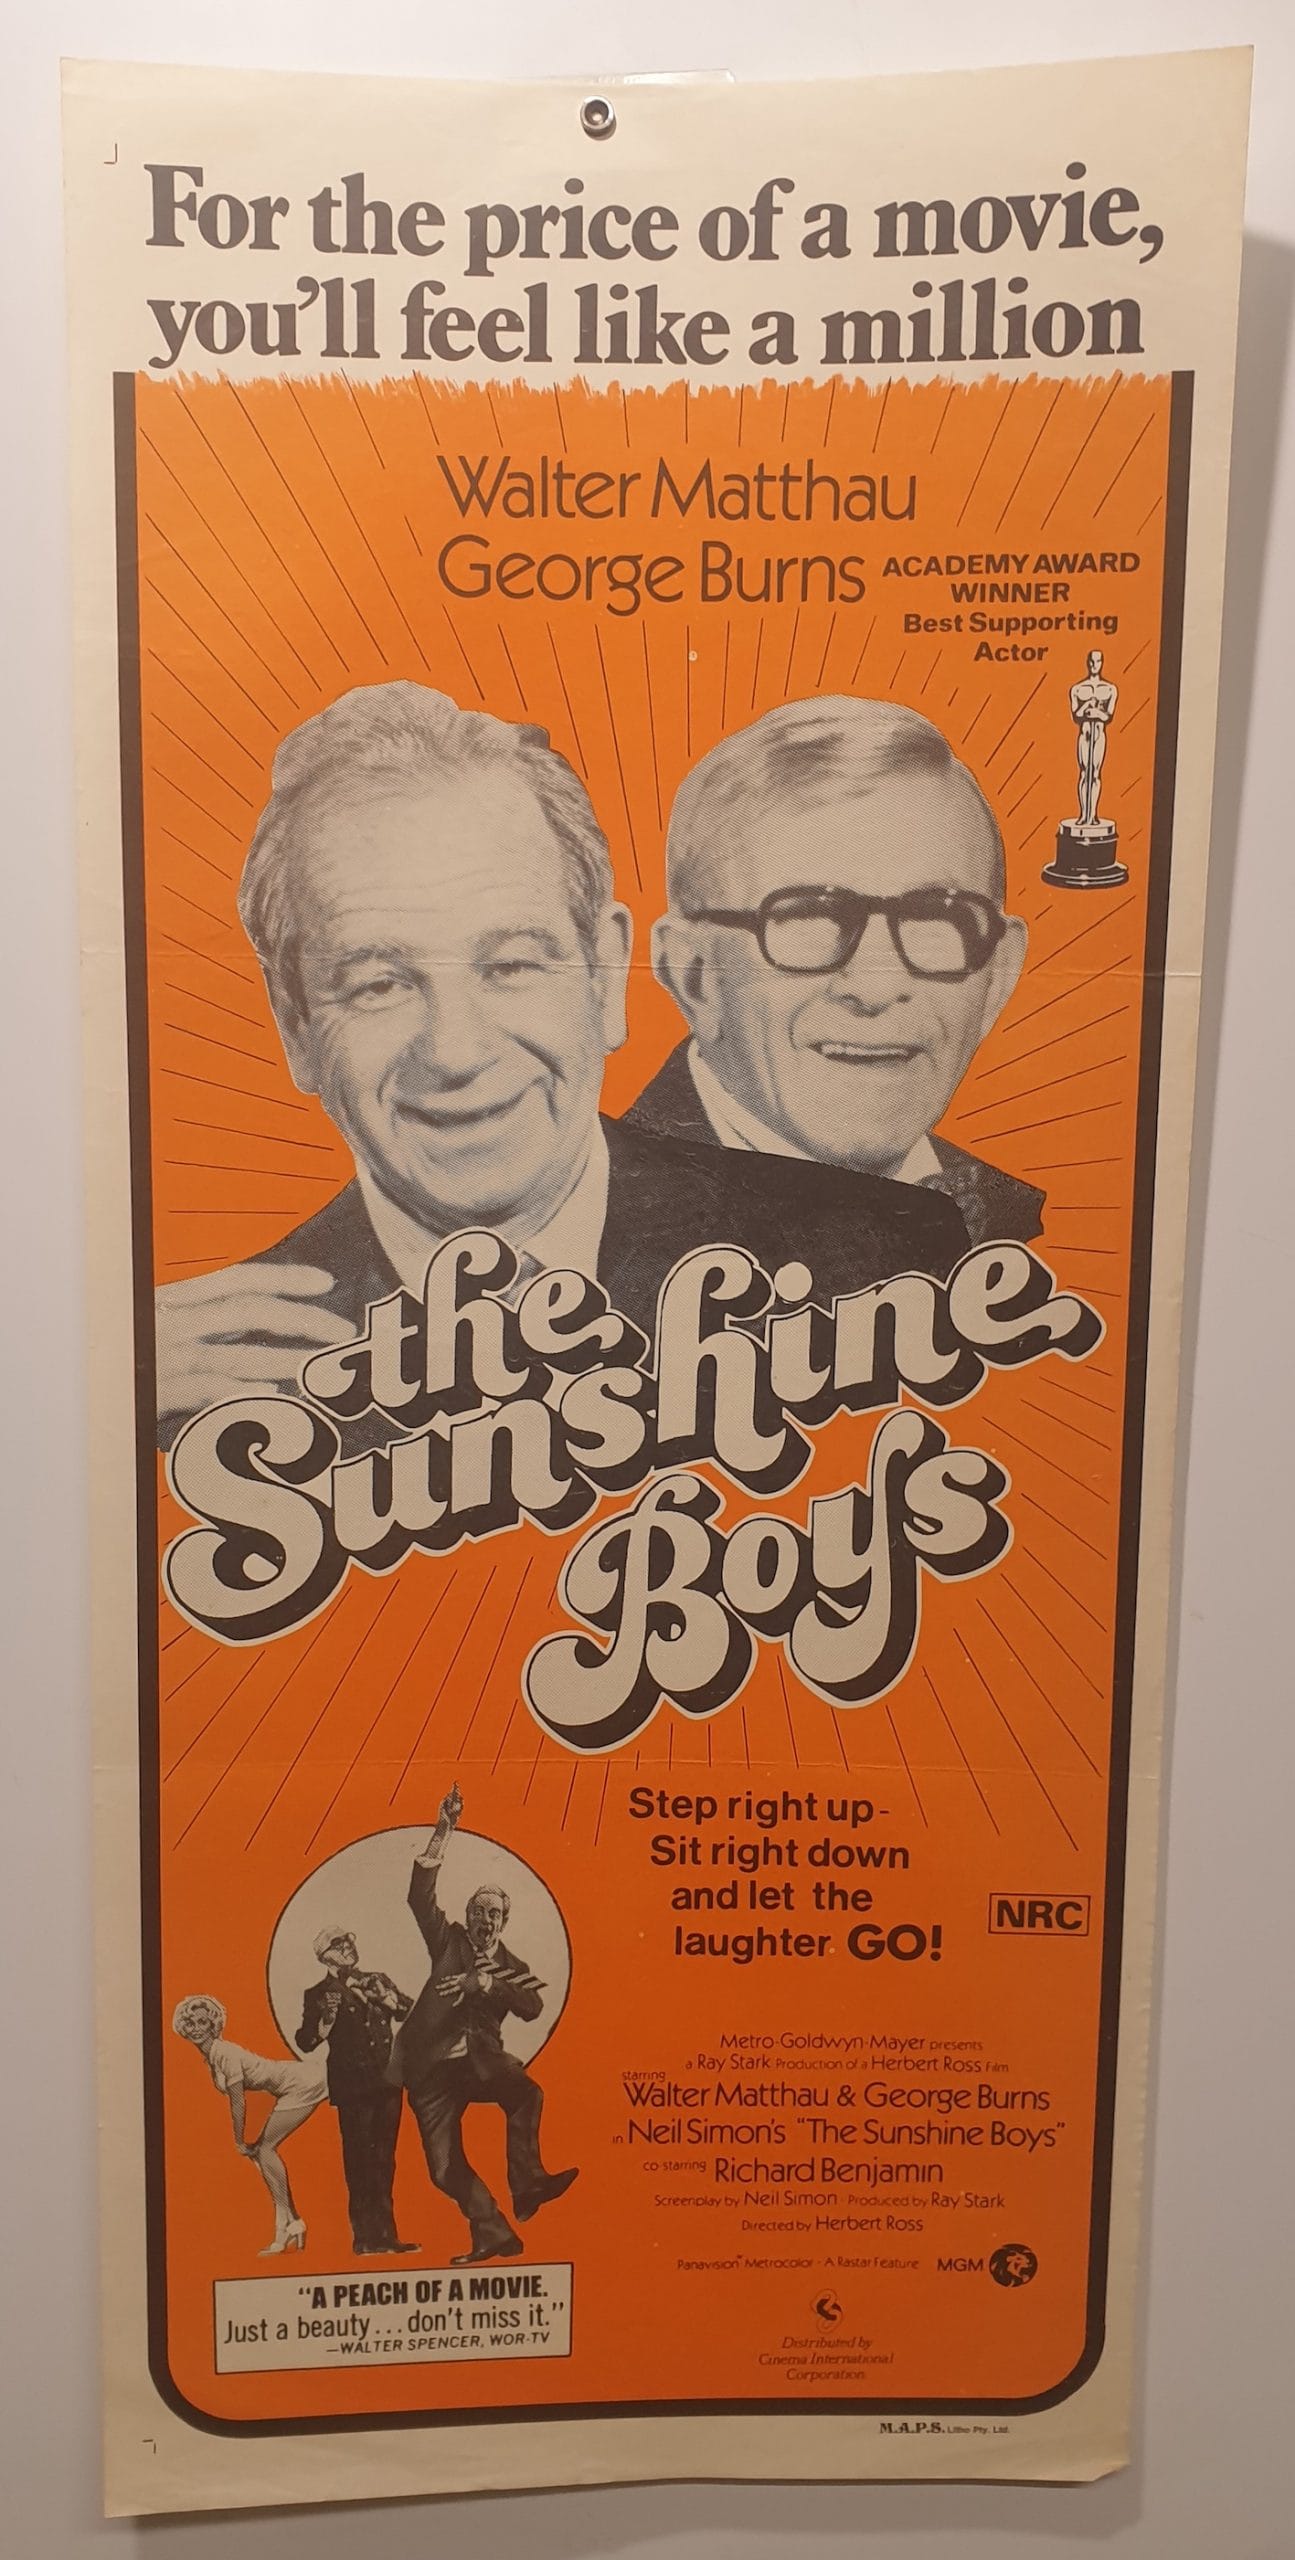 For the price of a movie,
you'll feel like a million
Walter Matthau
George Burns
ACADEMY AWARD
WINNER
Best Supporting
Actor
the
Sunshine
Boys
Step right up-
Sit right down
and let the
laughter GO!
NRC
Metro-Goldwyn-Mayer presents
a Ray Stark Production of a Herbert Ross Film
starring
Walter Matthau & George Burns
in Neil Simon's "The Sunshine Boys"
co-starring Richard Benjamin
Screenplay by Neil Simon · Produced by Ray Stark
Directed by Herbert Ross
Panavision™ Metrocolor · A Rastar Feature MGM
"A PEACH OF A MOVIE.
Just a beauty...don't miss it."
—WALTER SPENCER, WOR-TV
Distributed by
Cinema International
Corporation
M.A.P.S. Litho Pty. Ltd.